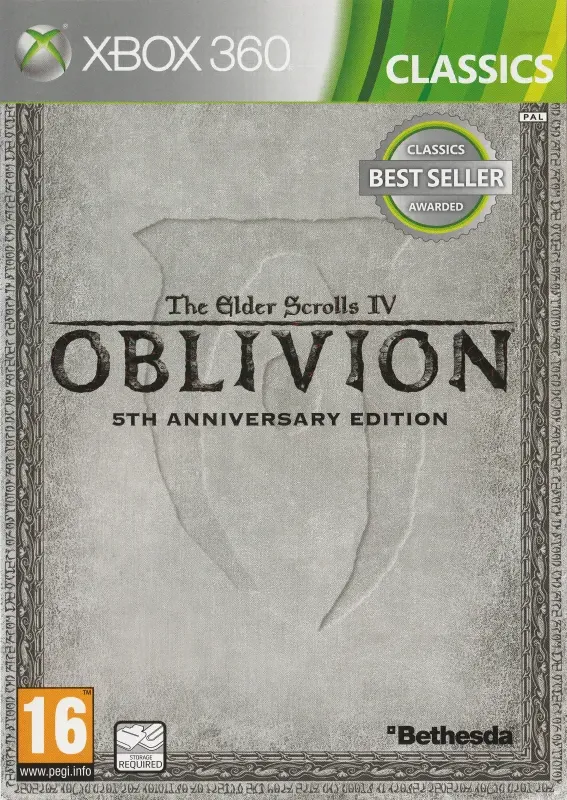 XBOX 360
CLASSICS
PAL
CLASSICS
BEST SELLER
AWARDED
The Elder Scrolls IV
OBLIVION
5TH ANNIVERSARY EDITION
16
TM
www.pegi.info
STORAGE
REQUIRED
Bethesda